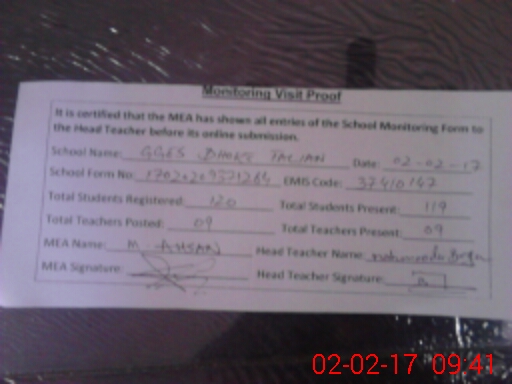 Monitoring Visit Proof
It is certified that the MEA has shown all entries of the School Monitoring Form to
the Head Teacher before its online submission.
School Name: GGES DHOKE TALIAN Date: 02-02-17
School Form No: EMIS Code: 37410147
Total Students Registered: 120 Total Students Present: 119
Total Teachers Posted: 09 Total Teachers Present: 09
MEA Name: M. AHSAN Head Teacher Name:
MEA Signature: Head Teacher Signature:
02-02-17 09:41